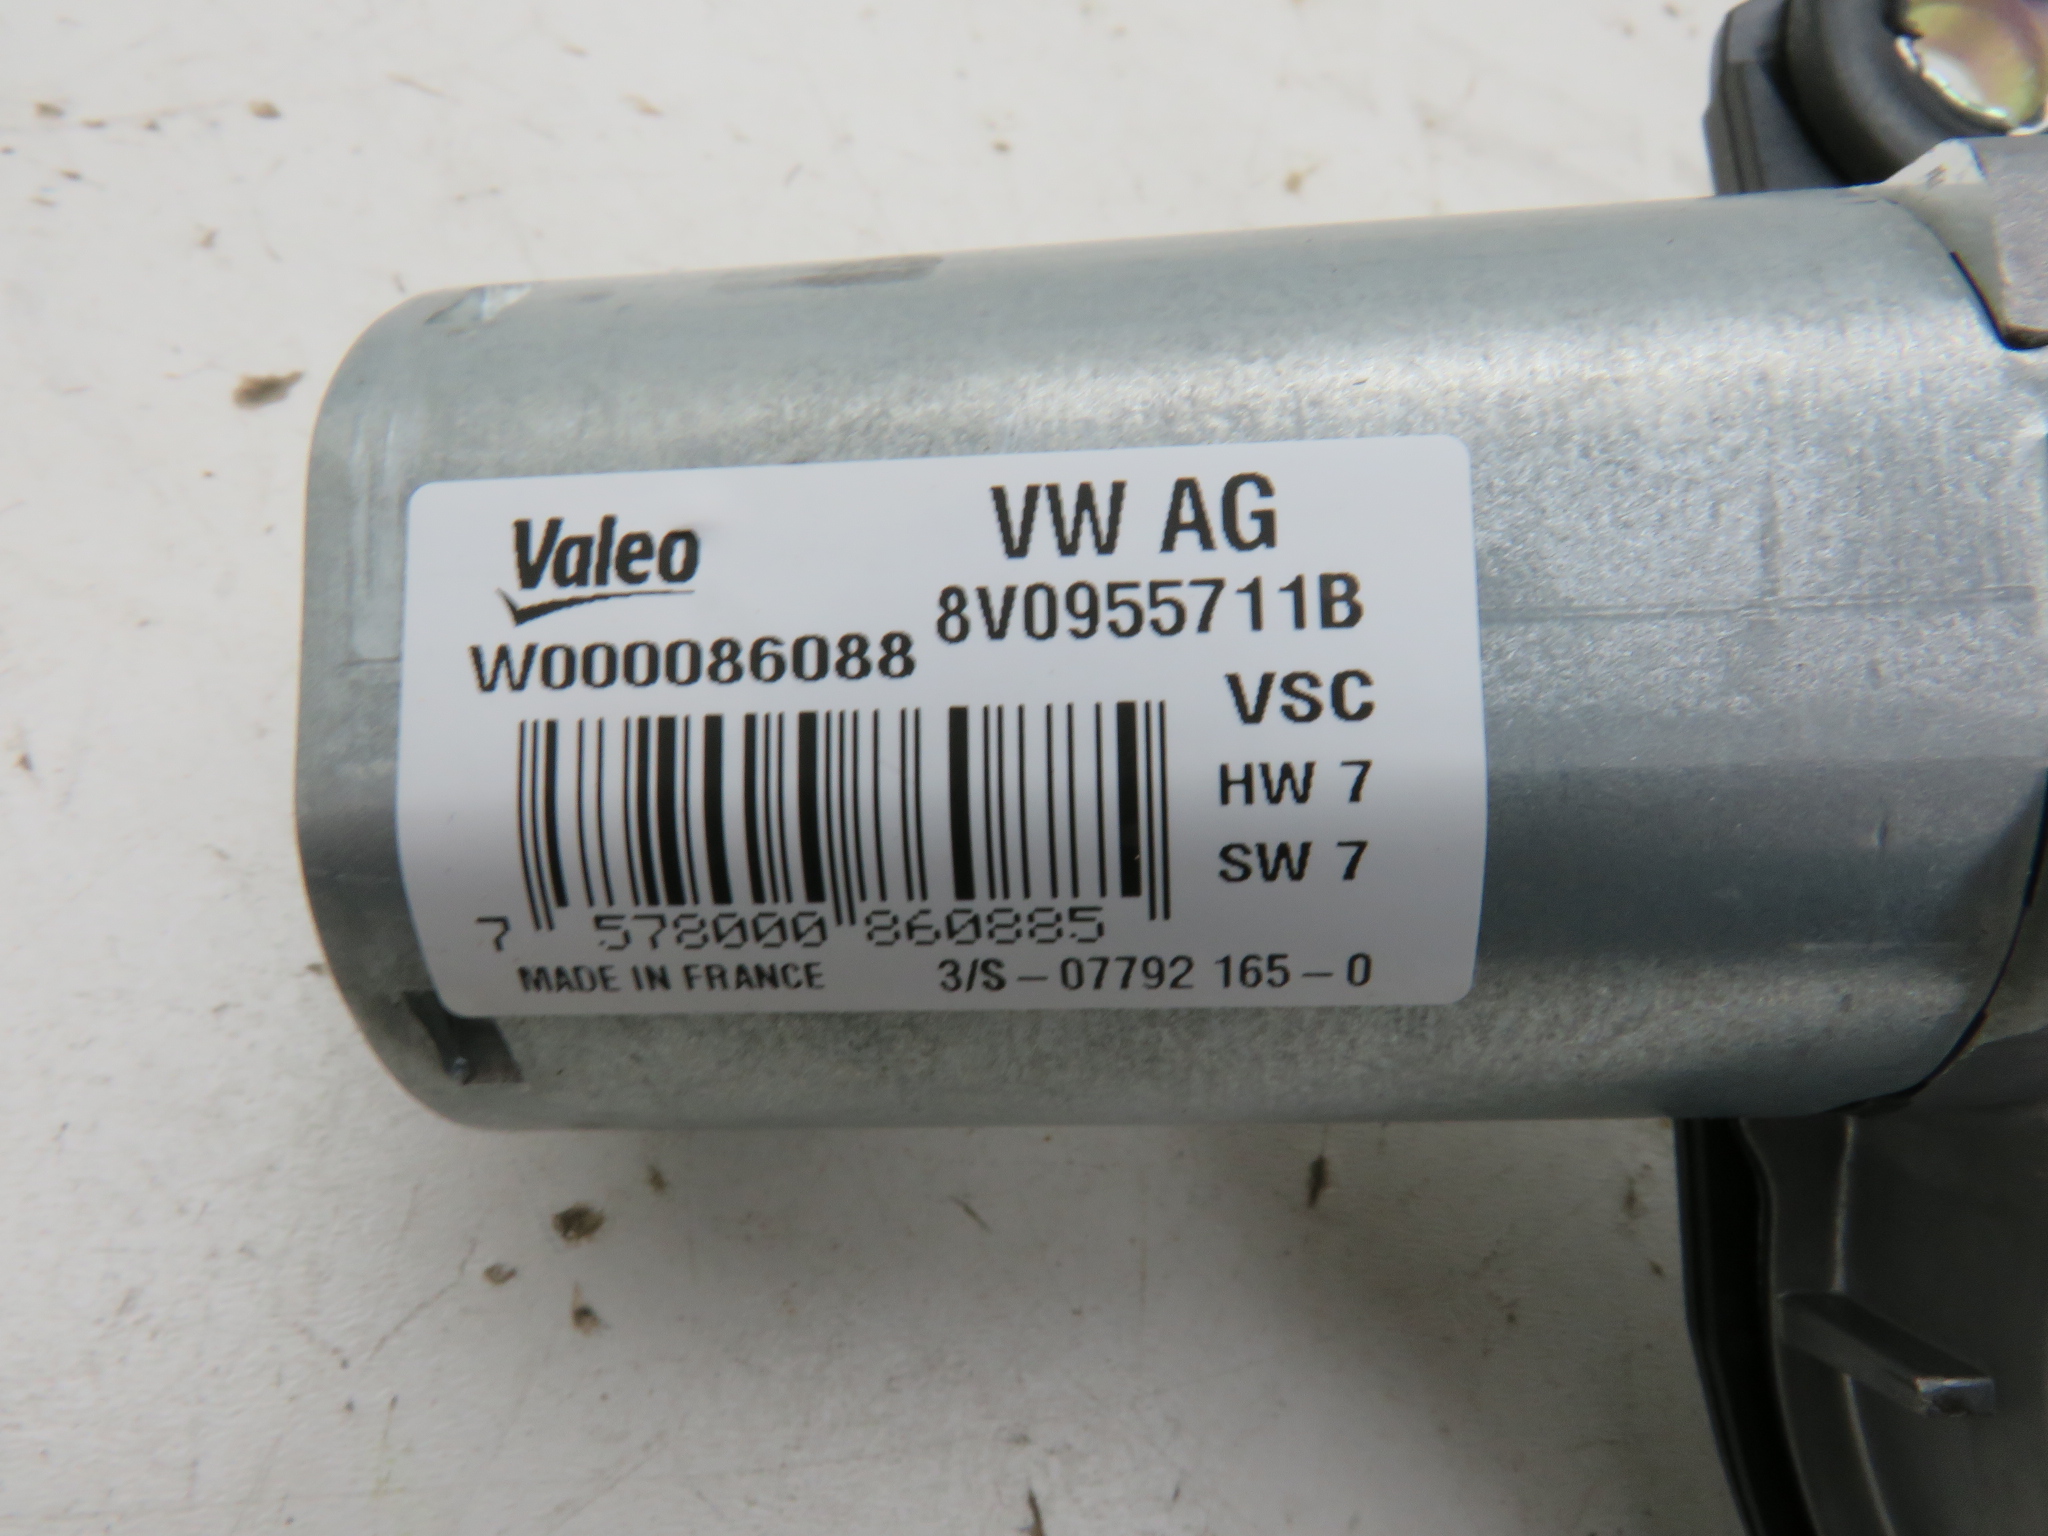 Valeo
VW AG
8V0955711B
W000086088
VSC
HW 7
SW 7
7 578000 860885
MADE IN FRANCE 3/S - 07792 165 - 0